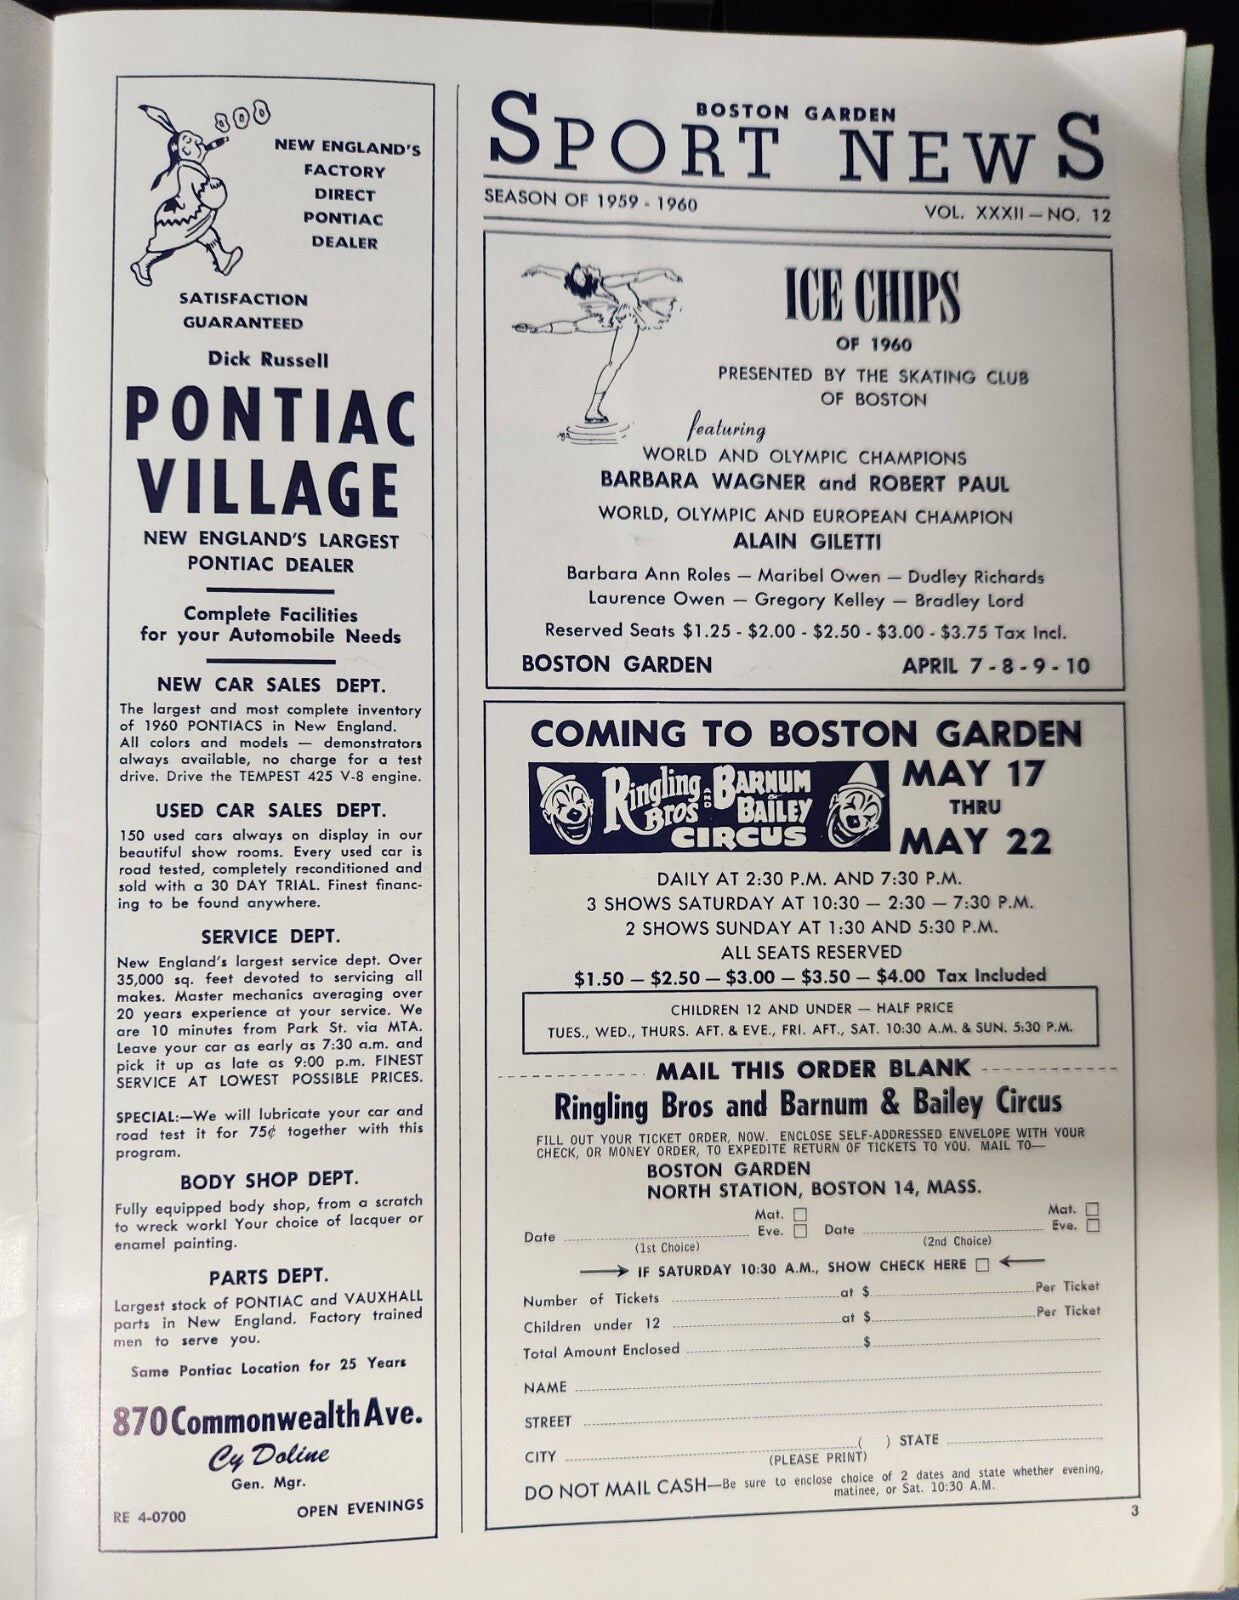 NEW ENGLAND'S
FACTORY
DIRECT
PONTIAC
DEALER
SATISFACTION
GUARANTEED
Dick Russell
PONTIAC
VILLAGE
NEW ENGLAND'S LARGEST
PONTIAC DEALER
Complete Facilities
for your Automobile Needs
NEW CAR SALES DEPT.
The largest and most complete inventory
of 1960 PONTIACS in New England.
All colors and models — demonstrators
always available, no charge for a test
drive. Drive the TEMPEST 425 V-8 engine.
USED CAR SALES DEPT.
150 used cars always on display in our
beautiful show rooms. Every used car is
road tested, completely reconditioned and
sold with a 30 DAY TRIAL. Finest financ-
ing to be found anywhere.
SERVICE DEPT.
New England's largest service dept. Over
35,000 sq. feet devoted to servicing all
makes. Master mechanics averaging over
20 years experience at your service. We
are 10 minutes from Park St. via MTA.
Leave your car as early as 7:30 a.m. and
pick it up as late as 9:00 p.m. FINEST
SERVICE AT LOWEST POSSIBLE PRICES.
SPECIAL:—We will lubricate your car and
road test it for 75¢ together with this
program.
BODY SHOP DEPT.
Fully equipped body shop, from a scratch
to wreck work! Your choice of lacquer or
enamel painting.
PARTS DEPT.
Largest stock of PONTIAC and VAUXHALL
parts in New England. Factory trained
men to serve you.
Same Pontiac Location for 25 Years
870 Commonwealth Ave.
Cy Doline
Gen. Mgr.
RE 4-0700 OPEN EVENINGS
BOSTON GARDEN
SPORT NEWS
SEASON OF 1959 - 1960 VOL. XXXII — NO. 12
ICE CHIPS
OF 1960
PRESENTED BY THE SKATING CLUB
OF BOSTON
featuring
WORLD AND OLYMPIC CHAMPIONS
BARBARA WAGNER and ROBERT PAUL
WORLD, OLYMPIC AND EUROPEAN CHAMPION
ALAIN GILETTI
Barbara Ann Roles — Maribel Owen — Dudley Richards
Laurence Owen — Gregory Kelley — Bradley Lord
Reserved Seats $1.25 - $2.00 - $2.50 - $3.00 - $3.75 Tax Incl.
BOSTON GARDEN APRIL 7 - 8 - 9 - 10
COMING TO BOSTON GARDEN
Ringling Bros AND Barnum & Bailey CIRCUS
MAY 17
THRU
MAY 22
DAILY AT 2:30 P.M. AND 7:30 P.M.
3 SHOWS SATURDAY AT 10:30 — 2:30 — 7:30 P.M.
2 SHOWS SUNDAY AT 1:30 AND 5:30 P.M.
ALL SEATS RESERVED
$1.50 — $2.50 — $3.00 — $3.50 — $4.00 Tax Included
CHILDREN 12 AND UNDER — HALF PRICE
TUES., WED., THURS. AFT. & EVE., FRI. AFT., SAT. 10:30 A.M. & SUN. 5:30 P.M.
MAIL THIS ORDER BLANK
Ringling Bros and Barnum & Bailey Circus
FILL OUT YOUR TICKET ORDER, NOW. ENCLOSE SELF-ADDRESSED ENVELOPE WITH YOUR
CHECK, OR MONEY ORDER, TO EXPEDITE RETURN OF TICKETS TO YOU. MAIL TO—
BOSTON GARDEN
NORTH STATION, BOSTON 14, MASS.
Mat. Mat.
Date Eve. Date Eve.
(1st Choice) (2nd Choice)
IF SATURDAY 10:30 A.M., SHOW CHECK HERE
Number of Tickets at $ Per Ticket
Children under 12 at $ Per Ticket
Total Amount Enclosed $
NAME
STREET
CITY ( ) STATE
(PLEASE PRINT)
DO NOT MAIL CASH—Be sure to enclose choice of 2 dates and state whether evening,
matinee, or Sat. 10:30 A.M.
3